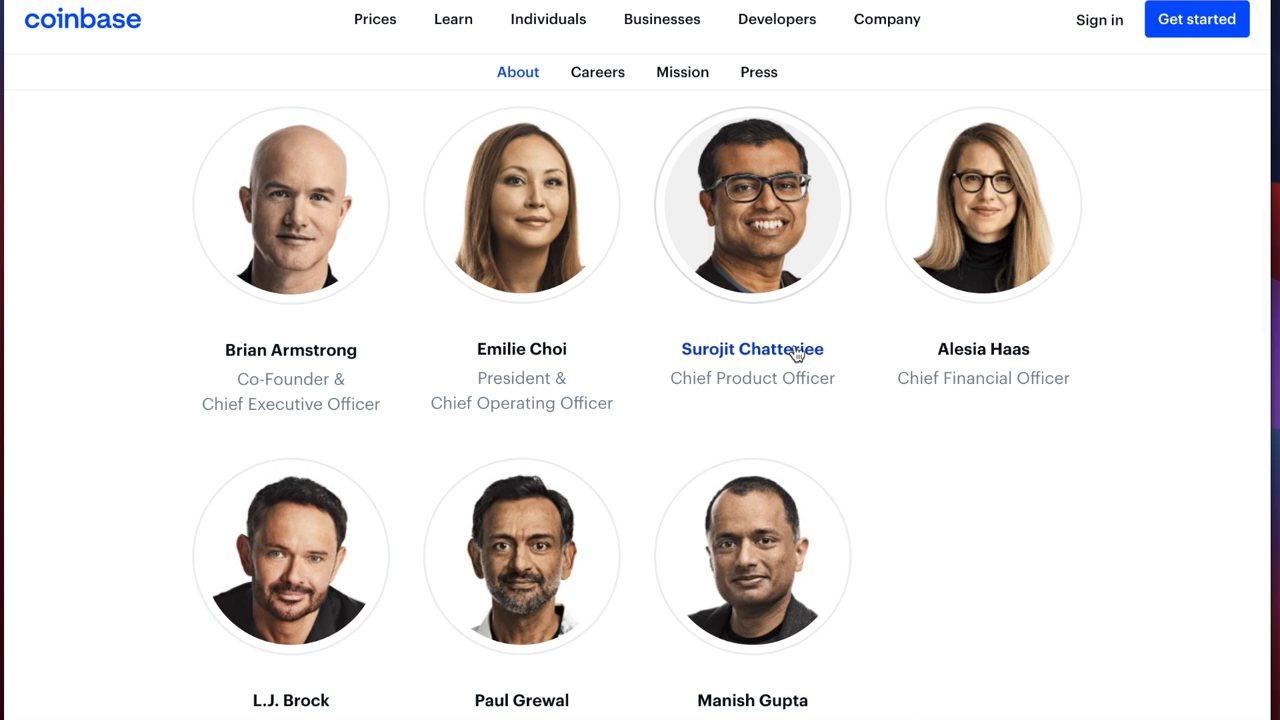 coinbase
Prices Learn Individuals Businesses Developers Company
Sign in Get started
About Careers Mission Press
Brian Armstrong
Co-Founder &
Chief Executive Officer
Emilie Choi
President &
Chief Operating Officer
Surojit Chatterjee
Chief Product Officer
Alesia Haas
Chief Financial Officer
L.J. Brock
Paul Grewal
Manish Gupta